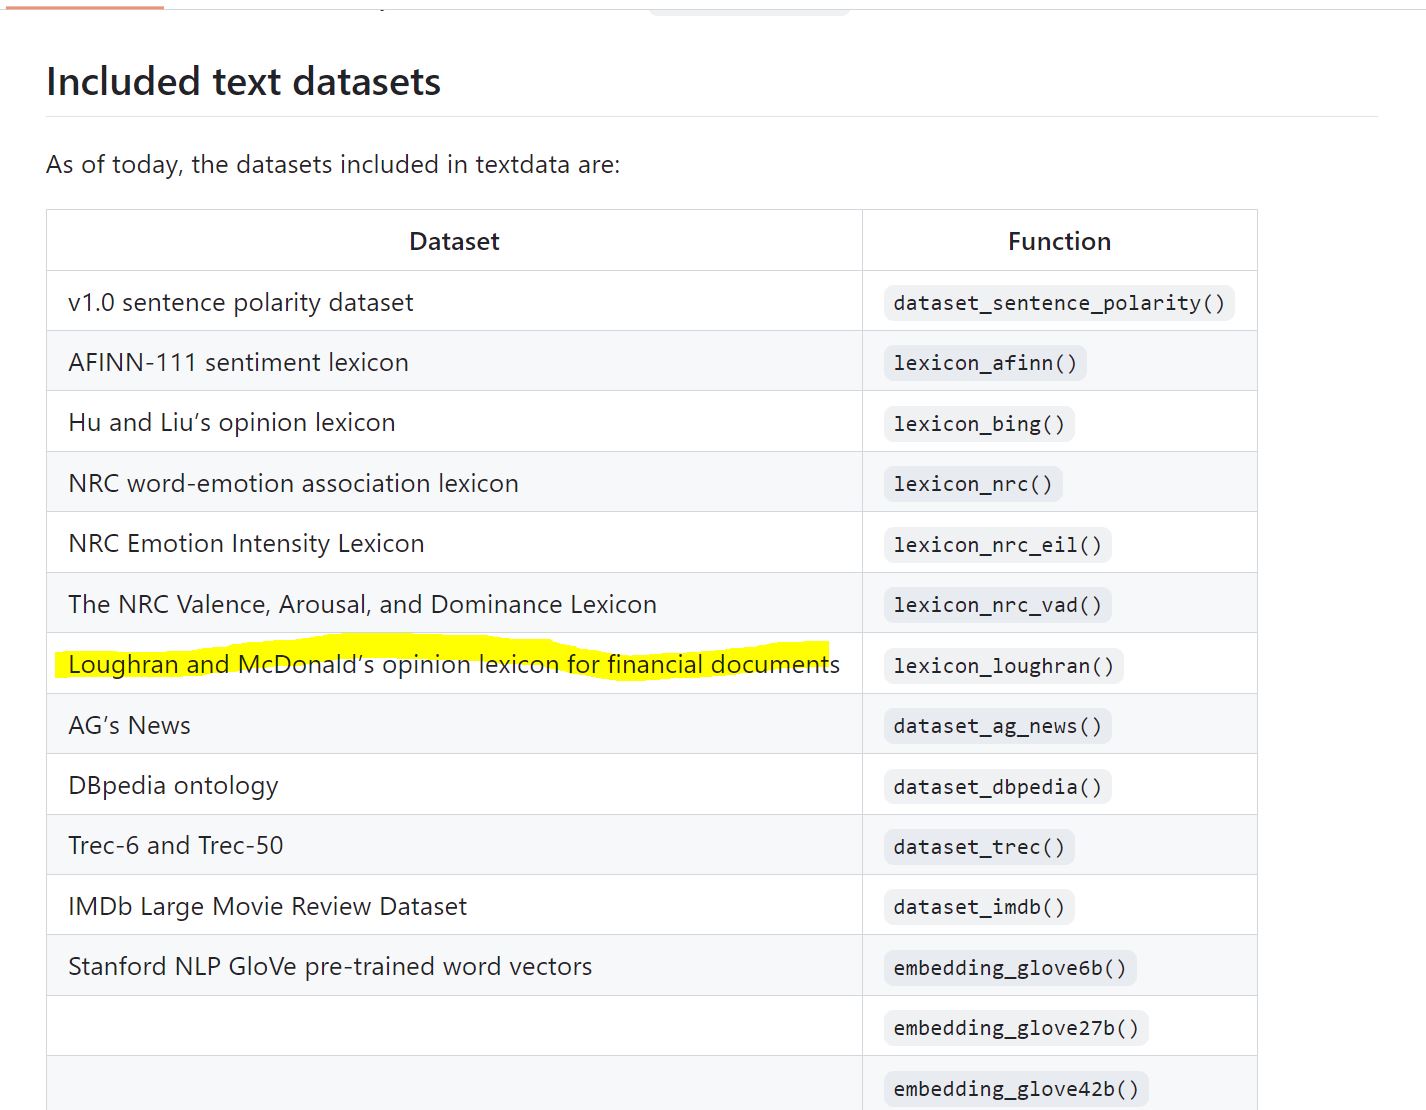 Included text datasets
As of today, the datasets included in textdata are:
Dataset Function
v1.0 sentence polarity dataset dataset_sentence_polarity()
AFINN-111 sentiment lexicon lexicon_afinn()
Hu and Liu’s opinion lexicon lexicon_bing()
NRC word-emotion association lexicon lexicon_nrc()
NRC Emotion Intensity Lexicon lexicon_nrc_eil()
The NRC Valence, Arousal, and Dominance Lexicon lexicon_nrc_vad()
Loughran and McDonald’s opinion lexicon for financial documents lexicon_loughran()
AG’s News dataset_ag_news()
DBpedia ontology dataset_dbpedia()
Trec-6 and Trec-50 dataset_trec()
IMDb Large Movie Review Dataset dataset_imdb()
Stanford NLP GloVe pre-trained word vectors embedding_glove6b()
embedding_glove27b()
embedding_glove42b()